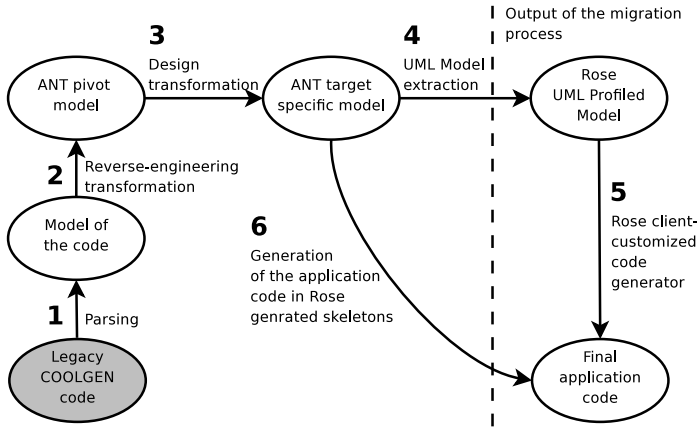 Output of the migration
process
3
4
Design
transformation
UML Model
extraction
ANT pivot
model
ANT target
specific model
Rose
UML Profiled
Model
2
Reverse-engineering
transformation
5
Rose client-
customized
code
generator
6
Generation
of the application
code in Rose
genrated skeletons
Model of
the code
1
Parsing
Legacy
COOLGEN
code
Final
application
code